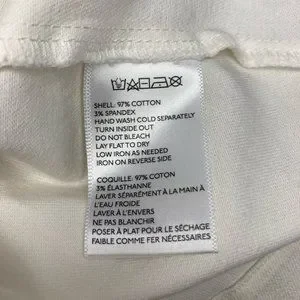 SHELL: 97% COTTON
3% SPANDEX
HAND WASH COLD SEPARATELY
TURN INSIDE OUT
DO NOT BLEACH
LAY FLAT TO DRY
LOW IRON AS NEEDED
IRON ON REVERSE SIDE
COQUILLE: 97% COTON
3% ÉLASTHANNE
LAVER SÉPARÉMENT À LA MAIN À
L'EAU FROIDE
LAVER À L'ENVERS
NE PAS BLANCHIR
POSER À PLAT POUR LE SÉCHAGE
FAIBLE COMME FER NÉCESSAIRES